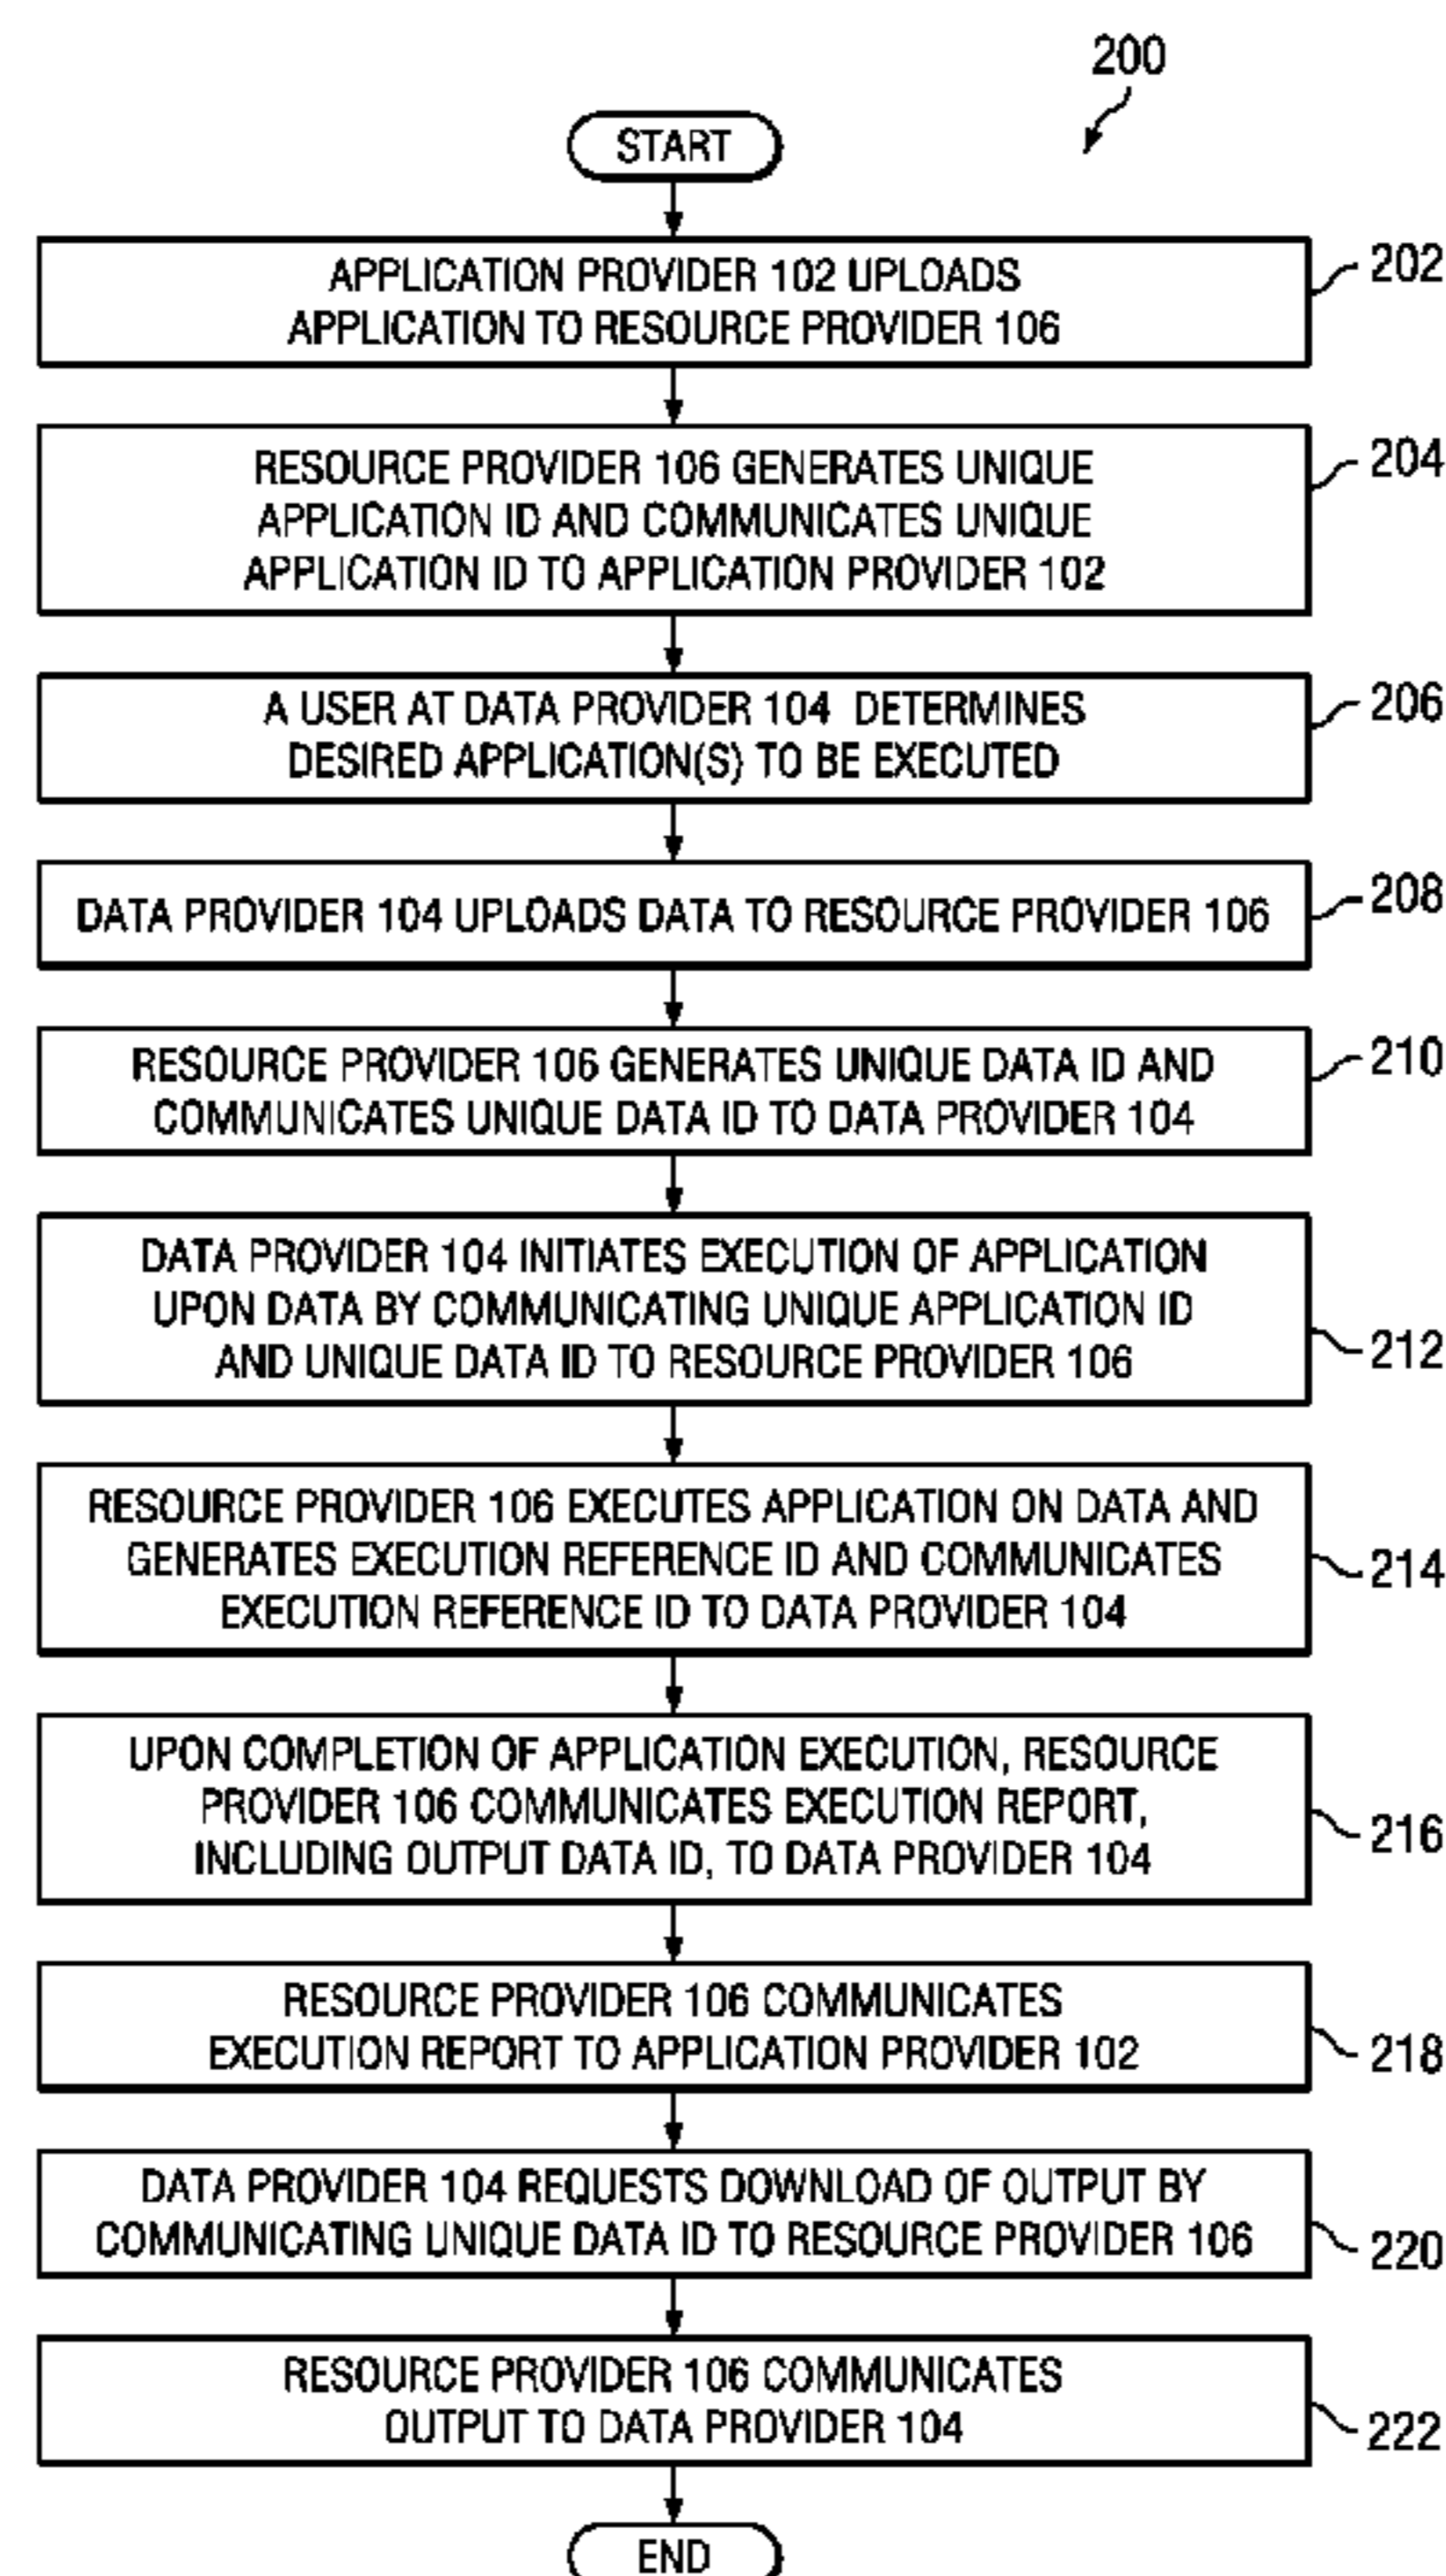 200
START
APPLICATION PROVIDER 102 UPLOADS
APPLICATION TO RESOURCE PROVIDER 106
202
RESOURCE PROVIDER 106 GENERATES UNIQUE
APPLICATION ID AND COMMUNICATES UNIQUE
APPLICATION ID TO APPLICATION PROVIDER 102
204
A USER AT DATA PROVIDER 104 DETERMINES
DESIRED APPLICATION(S) TO BE EXECUTED
206
DATA PROVIDER 104 UPLOADS DATA TO RESOURCE PROVIDER 106
208
RESOURCE PROVIDER 106 GENERATES UNIQUE DATA ID AND
COMMUNICATES UNIQUE DATA ID TO DATA PROVIDER 104
210
DATA PROVIDER 104 INITIATES EXECUTION OF APPLICATION
UPON DATA BY COMMUNICATING UNIQUE APPLICATION ID
AND UNIQUE DATA ID TO RESOURCE PROVIDER 106
212
RESOURCE PROVIDER 106 EXECUTES APPLICATION ON DATA AND
GENERATES EXECUTION REFERENCE ID AND COMMUNICATES
EXECUTION REFERENCE ID TO DATA PROVIDER 104
214
UPON COMPLETION OF APPLICATION EXECUTION, RESOURCE
PROVIDER 106 COMMUNICATES EXECUTION REPORT,
INCLUDING OUTPUT DATA ID, TO DATA PROVIDER 104
216
RESOURCE PROVIDER 106 COMMUNICATES
EXECUTION REPORT TO APPLICATION PROVIDER 102
218
DATA PROVIDER 104 REQUESTS DOWNLOAD OF OUTPUT BY
COMMUNICATING UNIQUE DATA ID TO RESOURCE PROVIDER 106
220
RESOURCE PROVIDER 106 COMMUNICATES
OUTPUT TO DATA PROVIDER 104
222
END